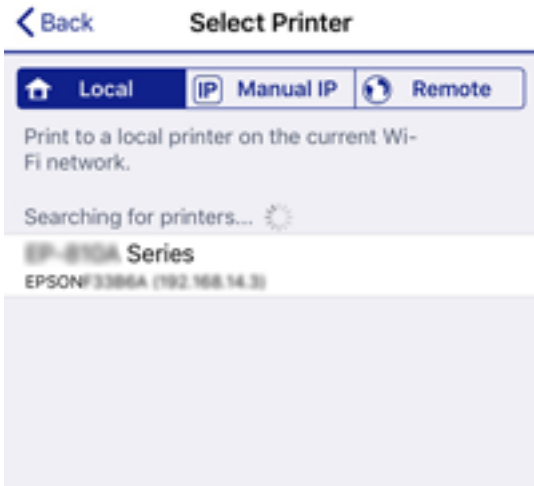 Back
Select Printer
Local
IP Manual IP
Remote
Print to a local printer on the current Wi-
Fi network.
Searching for printers...
Series
EPSON